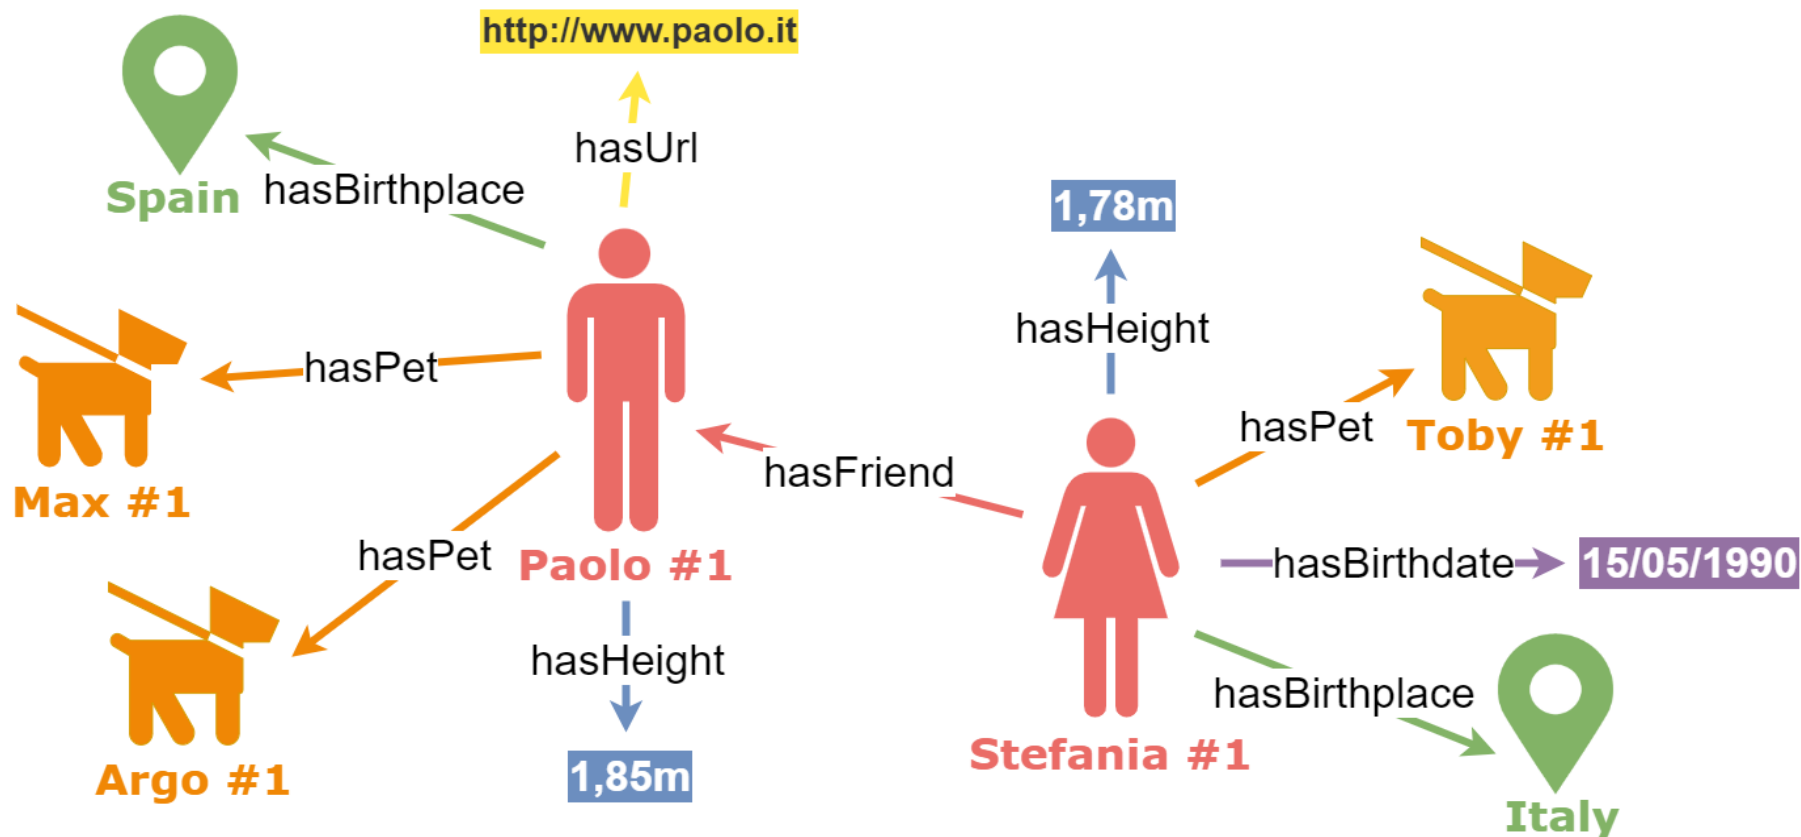 http://www.paolo.it
hasUrl
Spain
hasBirthplace
1,78m
hasHeight
hasPet
Max #1
hasPet
Toby #1
hasFriend
hasPet
Argo #1
Paolo #1
hasHeight
1,85m
hasBirthdate
15/05/1990
hasBirthplace
Stefania #1
Italy